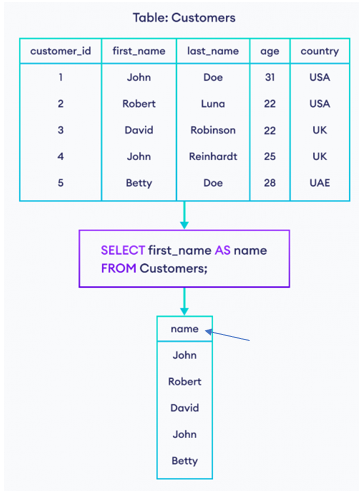 Table: Customers
customer_id first_name last_name age country
1 John Doe 31 USA
2 Robert Luna 22 USA
3 David Robinson 22 UK
4 John Reinhardt 25 UK
5 Betty Doe 28 UAE
SELECT first_name AS name
FROM Customers;
name
John
Robert
David
John
Betty